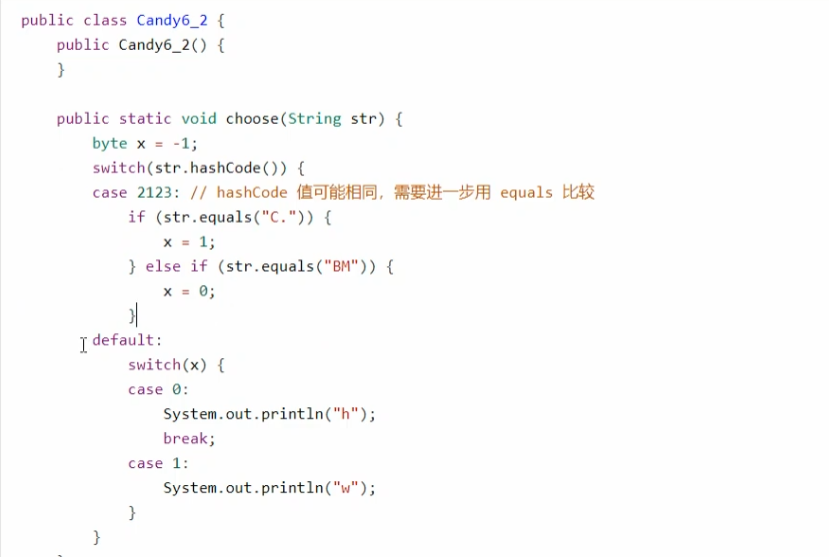 public class Candy6_2 {
    public Candy6_2() {
    }

    public static void choose(String str) {
        byte x = -1;
        switch(str.hashCode()) {
        case 2123: // hashCode 值可能相同，需要进一步用 equals 比较
            if (str.equals("C.")) {
                x = 1;
            } else if (str.equals("BM")) {
                x = 0;
            }
        default:
            switch(x) {
            case 0:
                System.out.println("h");
                break;
            case 1:
                System.out.println("w");
            }
        }